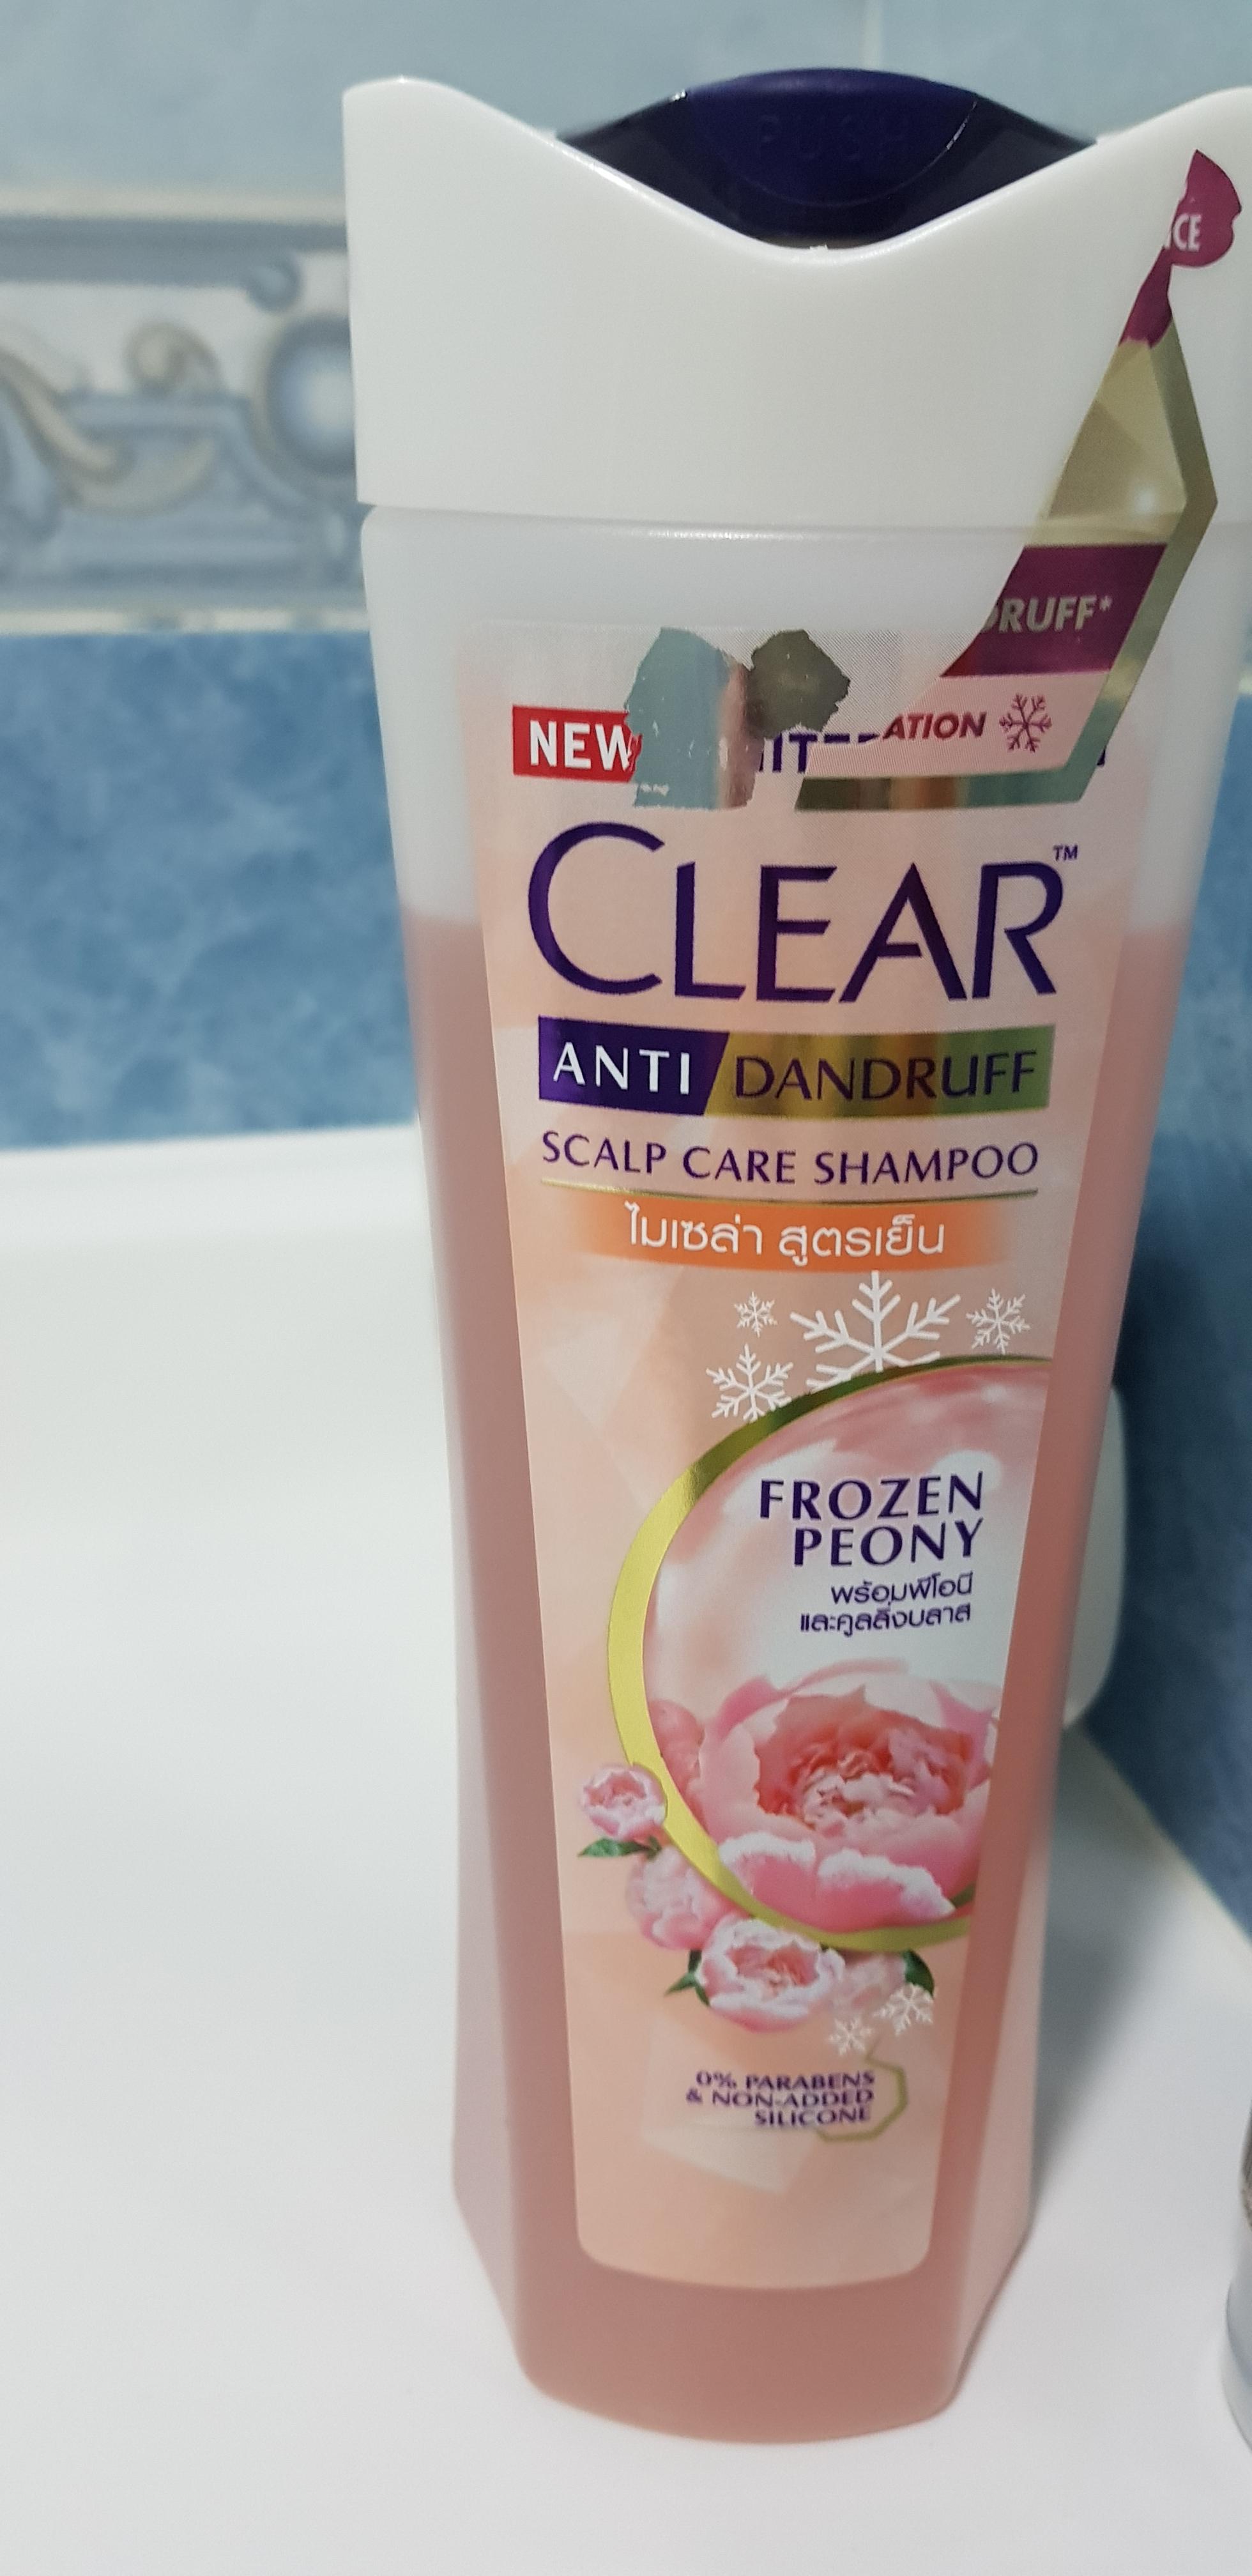 PUSH
DRUFF*
NEW
ATION
CLEAR™
ANTI DANDRUFF
SCALP CARE SHAMPOO
ไมเซล่า สูตรเย็น
FROZEN
PEONY
พร้อมพีโอนี
และคูลลิ่งบลาส
0% PARABENS
& NON-ADDED
SILICONE